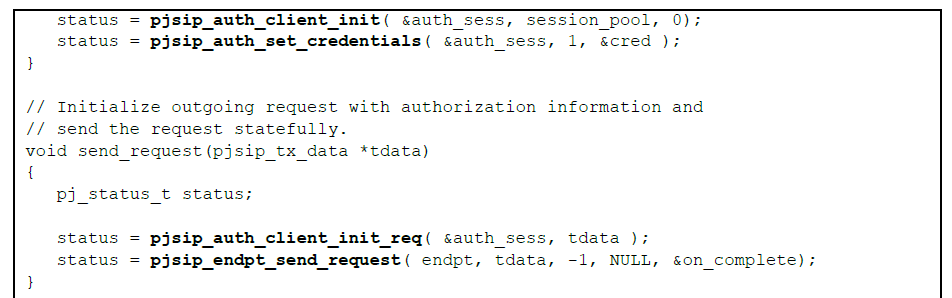 status = pjsip_auth_client_init( &auth_sess, session_pool, 0);
status = pjsip_auth_set_credentials( &auth_sess, 1, &cred );
}
// Initialize outgoing request with authorization information and
// send the request statefully.
void send_request(pjsip_tx_data *tdata)
{
pj_status_t status;
status = pjsip_auth_client_init_req( &auth_sess, tdata );
status = pjsip_endpt_send_request( endpt, tdata, -1, NULL, &on_complete);
}